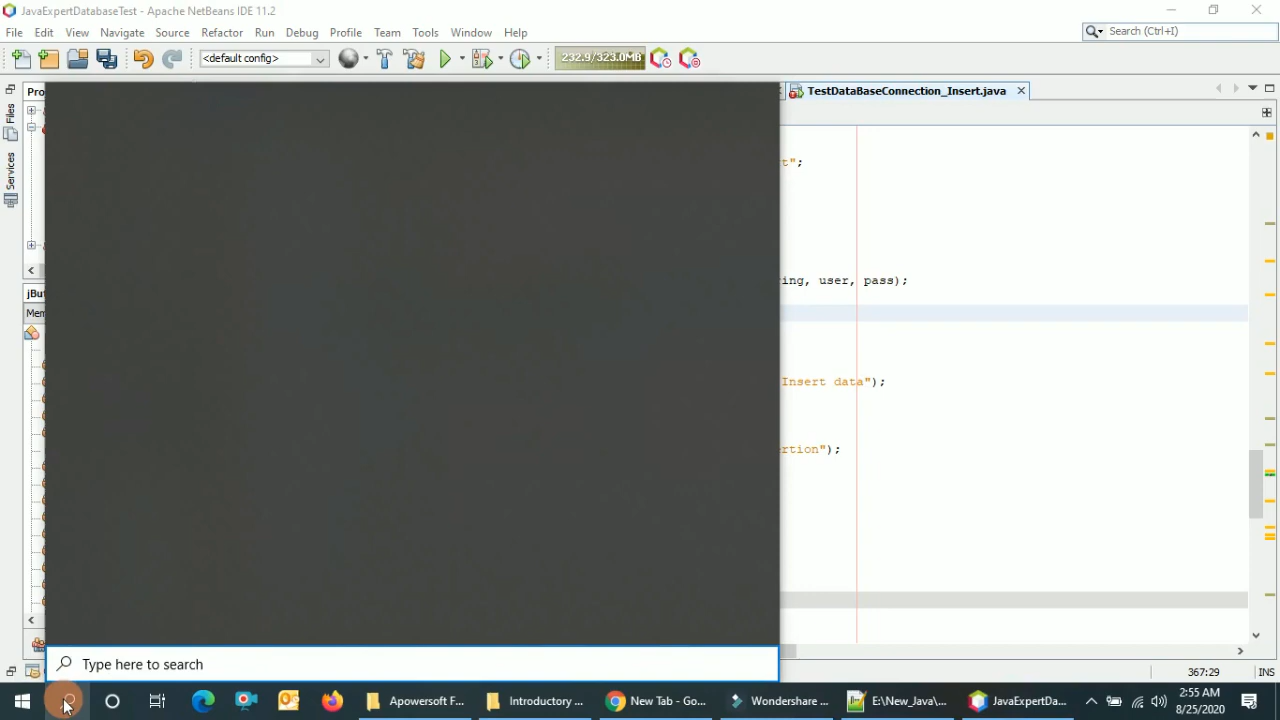 JavaExpertDatabaseTest - Apache NetBeans IDE 11.2
File Edit View Navigate Source Refactor Run Debug Profile Team Tools Window Help
Search (Ctrl+I)
<default config>
232.9/323.0MB
Files
Services
Pro
TestDataBaseConnection_Insert.java
t";
ing, user, pass);
jBut
Mem
Insert data");
ertion");
Type here to search
367:29
INS
Apowersoft F...
Introductory ...
New Tab - Go...
Wondershare ...
E:\New_Java\...
JavaExpertDa...
2:55 AM
8/25/2020